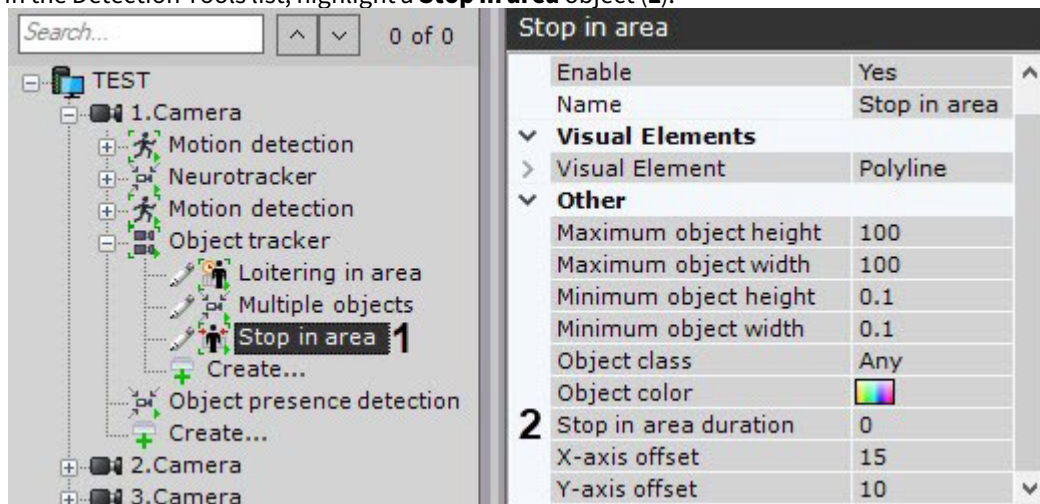 in the Detection Tools list, highlight a Stop in area object (1).
Search...
0 of 0
TEST
1.Camera
Motion detection
Neurotracker
Motion detection
Object tracker
Loitering in area
Multiple objects
Stop in area 1
Create...
Object presence detection
Create...
2.Camera
3.Camera
Stop in area
Enable Yes
Name Stop in area
Visual Elements
Visual Element Polyline
Other
Maximum object height 100
Maximum object width 100
Minimum object height 0.1
Minimum object width 0.1
Object class Any
Object color
2 Stop in area duration 0
X-axis offset 15
Y-axis offset 10